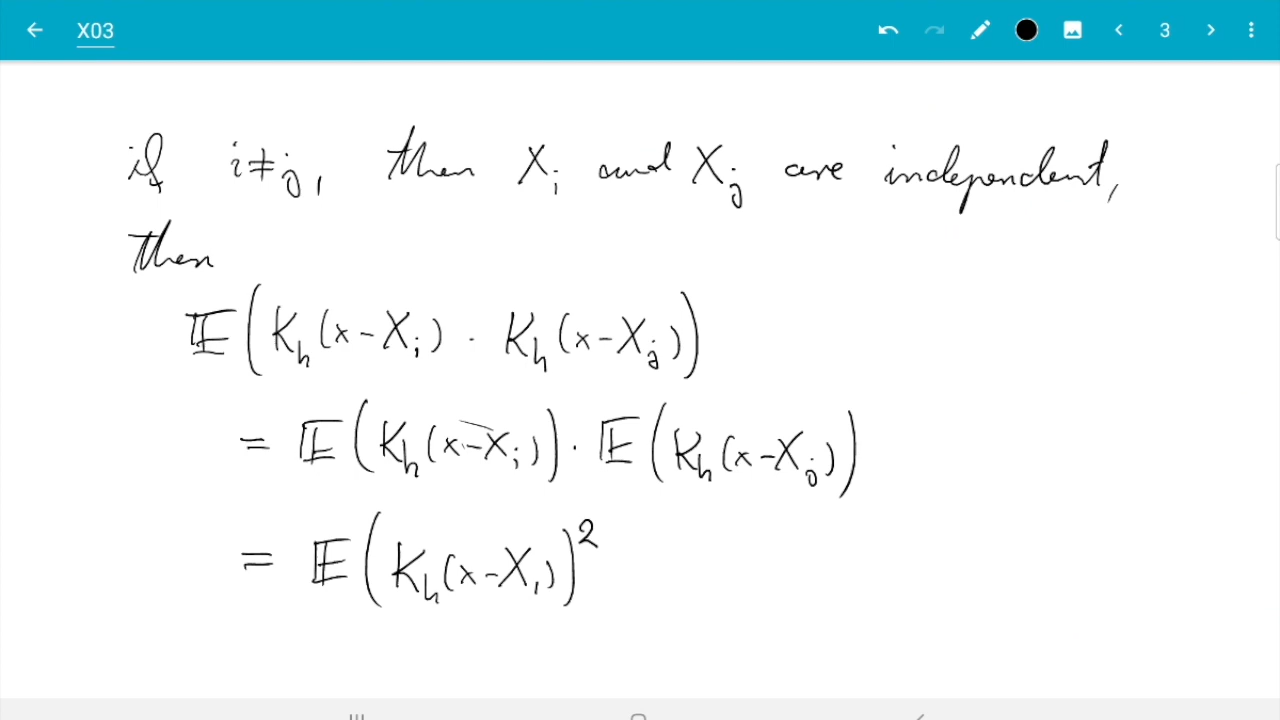 X03
3
if i≠j, then X_i and X_j are independent,
then
𝔼(K_h(x-X_i) · K_h(x-X_j))
= 𝔼(K_h(x-X_i)) · 𝔼(K_h(x-X_j))
= 𝔼(K_h(x-X_1))^2